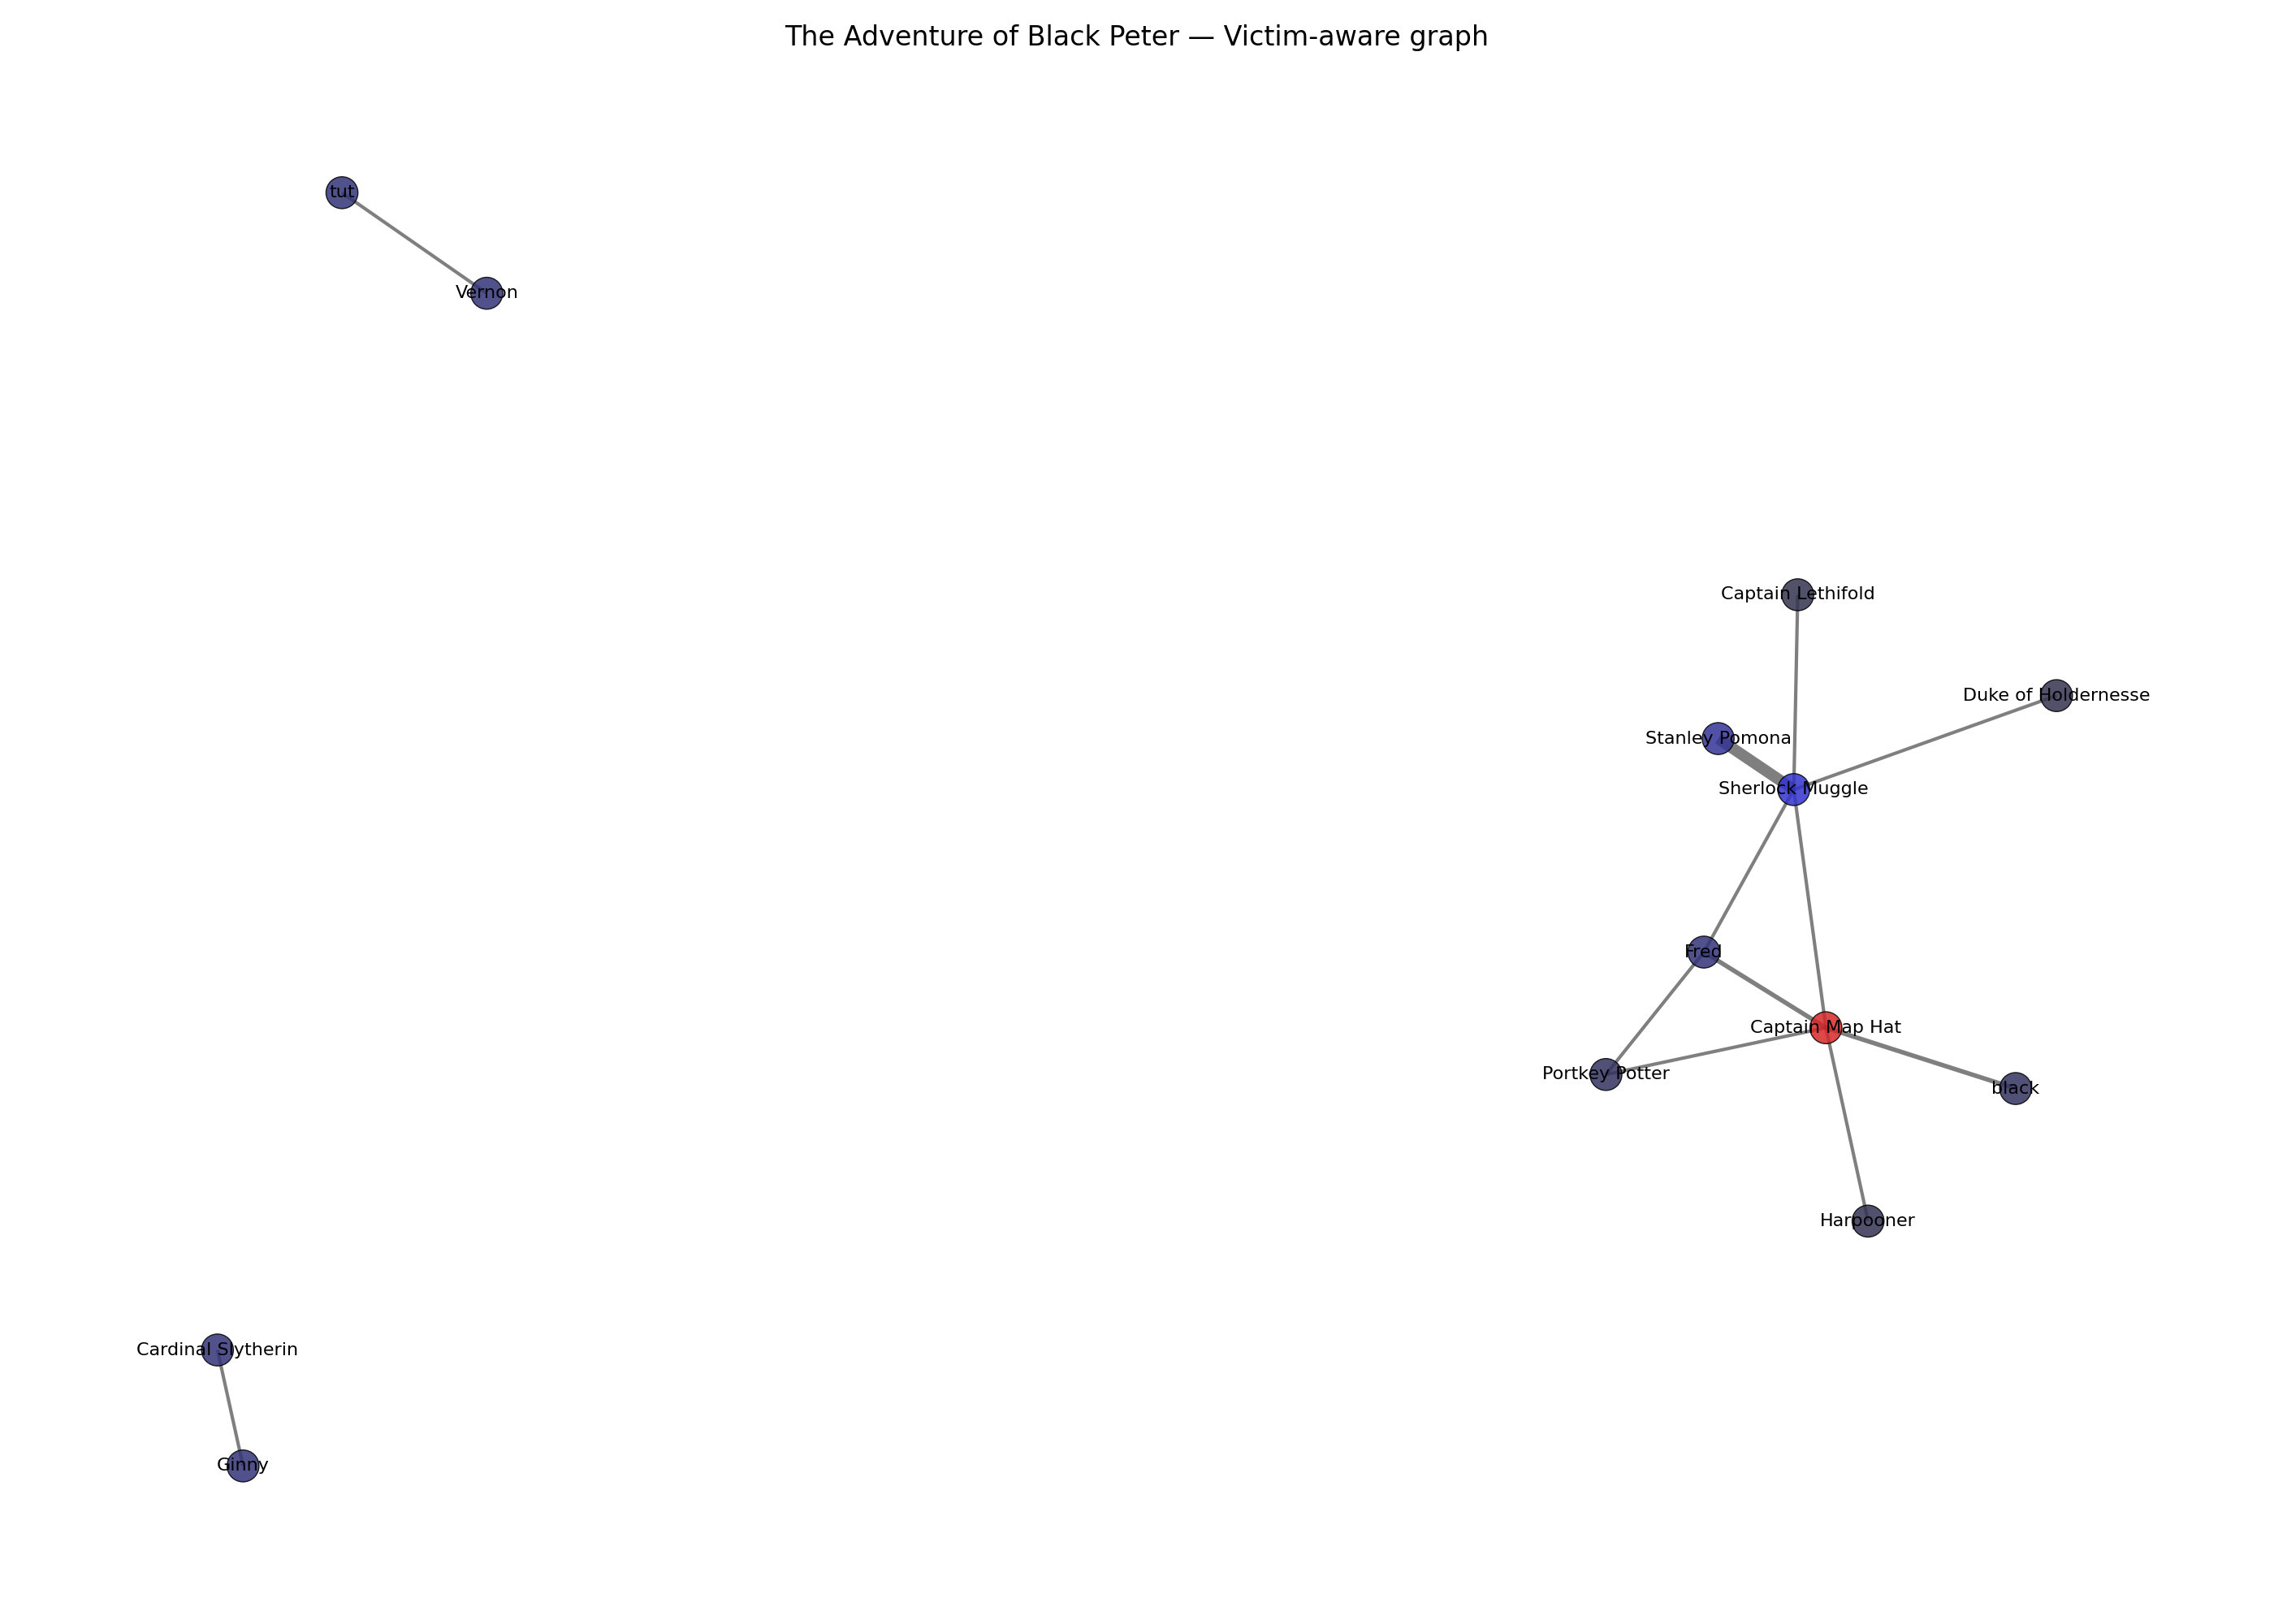 The Adventure of Black Peter — Victim-aware graph
tut
Vernon
Captain Lethifold
Duke of Holdernesse
Stanley Pomona
Sherlock Muggle
Fred
Captain Map Hat
Portkey Potter
black
Harpooner
Cardinal Slytherin
Ginny